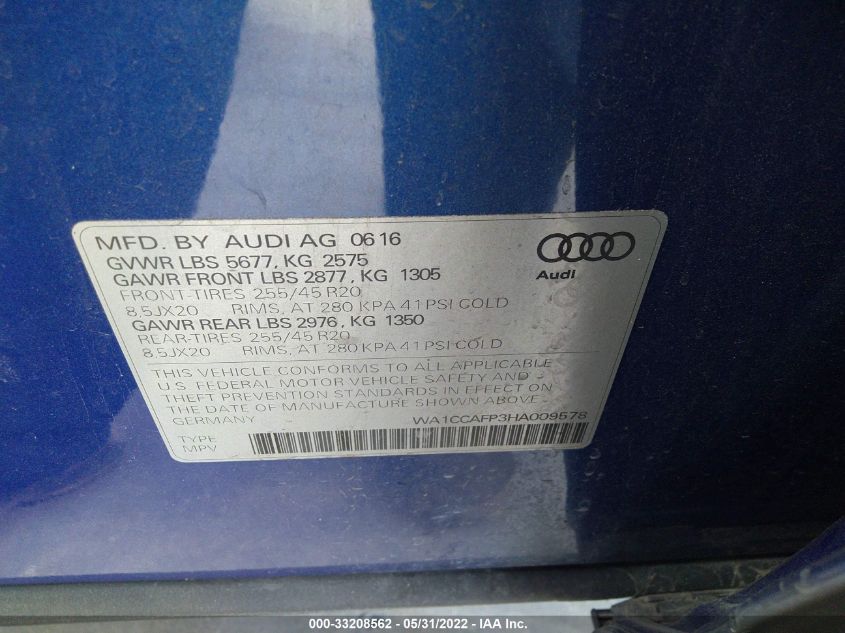 MFD. BY AUDI AG 0616
GVWR LBS 5677, KG 2575
GAWR FRONT LBS 2877, KG 1305
FRONT-TIRES 255/45 R20
8,5JX20 RIMS, AT 280 KPA 41 PSI COLD
GAWR REAR LBS 2976, KG 1350
REAR-TIRES 255/45 R20
8,5JX20 RIMS, AT 280 KPA 41 PSI COLD
Audi
THIS VEHICLE CONFORMS TO ALL APPLICABLE
U.S. FEDERAL MOTOR VEHICLE SAFETY AND
THEFT PREVENTION STANDARDS IN EFFECT ON
THE DATE OF MANUFACTURE SHOWN ABOVE.
GERMANY WA1CCAFP3HA009578
TYPE
MPV
000-33208562 - 05/31/2022 - IAA Inc.